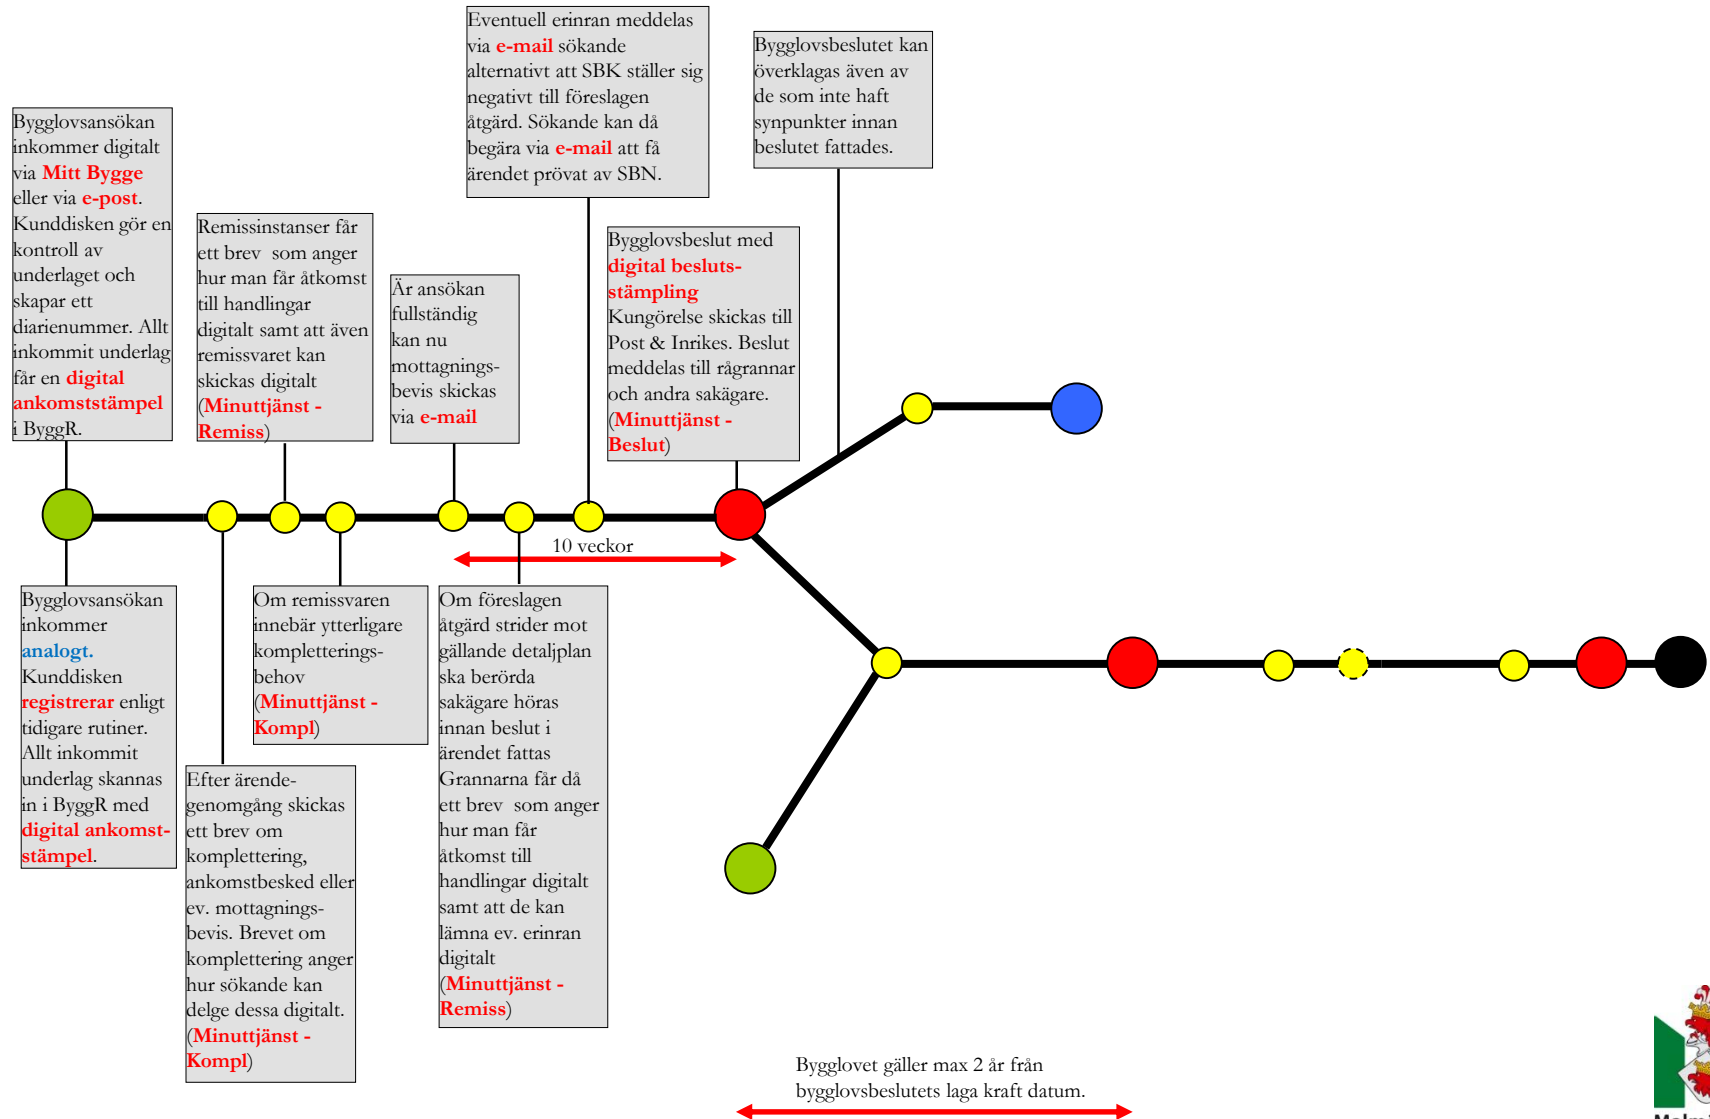 Bygglovsansökan
inkommer digitalt
via Mitt Bygge
eller via e-post.
Kunddisken gör en
kontroll av
underlaget och
skapar ett
diarienummer. Allt
inkommit underlag
får en digital
ankomststämpel
i ByggR.
Remissinstanser får
ett brev som anger
hur man får åtkomst
till handlingar
digitalt samt att även
remissvaret kan
skickas digitalt
(Minuttjänst -
Remiss)
Är ansökan
fullständig
kan nu
mottagnings-
bevis skickas
via e-mail
Eventuell erinran meddelas
via e-mail sökande
alternativt att SBK ställer sig
negativt till föreslagen
åtgärd. Sökande kan då
begära via e-mail att få
ärendet prövat av SBN.
Bygglovsbeslut med
digital besluts-
stämpling
Kungörelse skickas till
Post & Inrikes. Beslut
meddelas till rågrannar
och andra sakägare.
(Minuttjänst -
Beslut)
Bygglovsbeslutet kan
överklagas även av
de som inte haft
synpunkter innan
beslutet fattades.
10 veckor
Bygglovsansökan
inkommer
analogt.
Kunddisken
registrerar enligt
tidigare rutiner.
Allt inkommit
underlag skannas
in i ByggR med
digital ankomst-
stämpel.
Efter ärende-
genomgång skickas
ett brev om
komplettering,
ankomstbesked eller
ev. mottagnings-
bevis. Brevet om
komplettering anger
hur sökande kan
delge dessa digitalt.
(Minuttjänst -
Kompl)
Om remissvaren
innebär ytterligare
kompletterings-
behov
(Minuttjänst -
Kompl)
Om föreslagen
åtgärd strider mot
gällande detaljplan
ska berörda
sakägare höras
innan beslut i
ärendet fattas
Grannarna får då
ett brev som anger
hur man får
åtkomst till
handlingar digitalt
samt att de kan
lämna ev. erinran
digitalt
(Minuttjänst -
Remiss)
Bygglovet gäller max 2 år från
bygglovsbeslutets laga kraft datum.